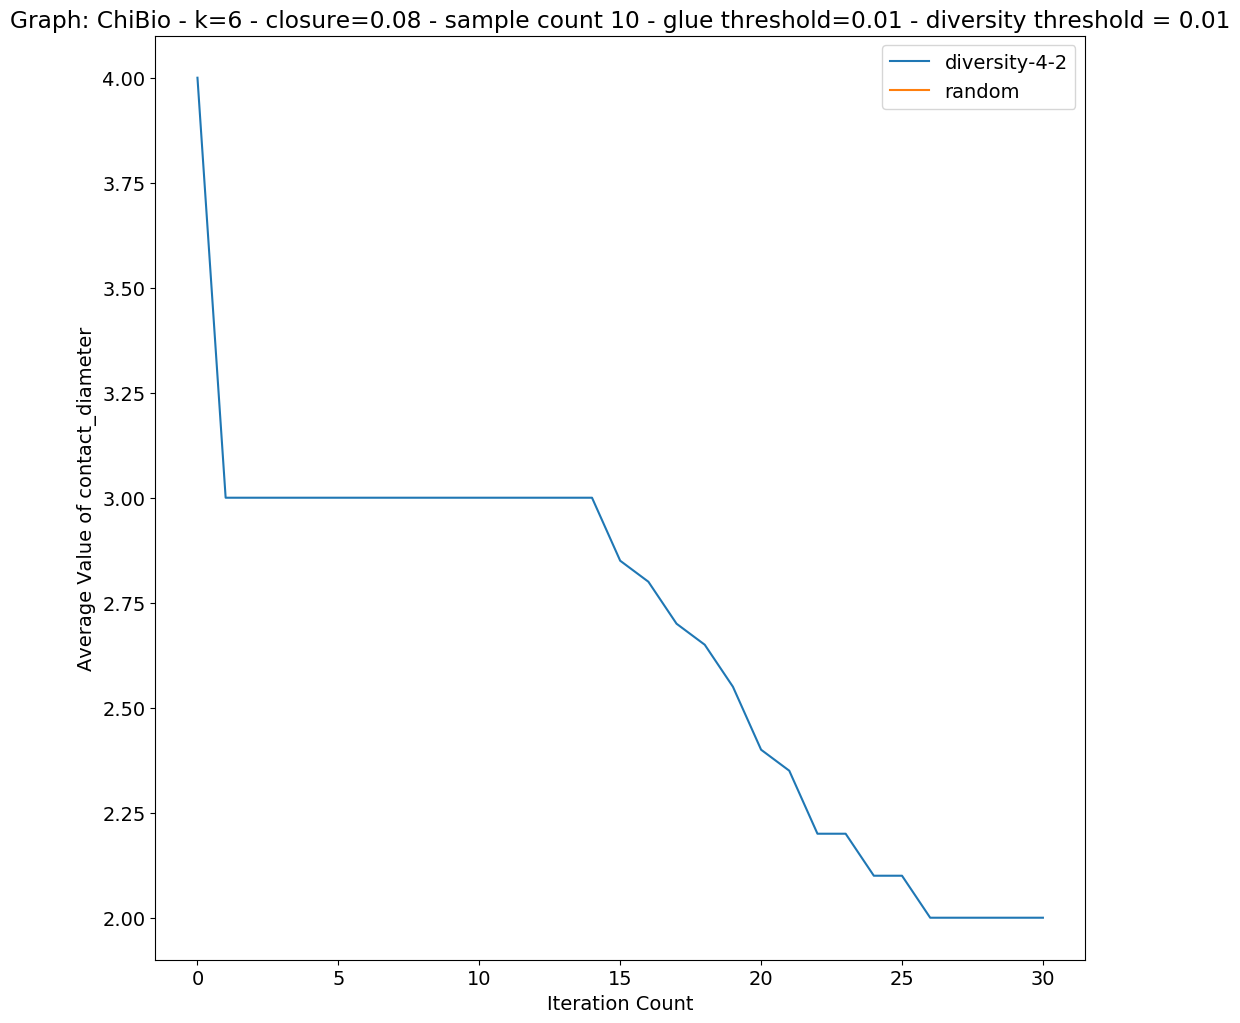 Graph: ChiBio - k=6 - closure=0.08 - sample count 10 - glue threshold=0.01 - diversity threshold = 0.01
diversity-4-2
random
4.00
3.75
3.50
3.25
3.00
2.75
2.50
2.25
2.00
Average Value of contact_diameter
0 5 10 15 20 25 30
Iteration Count